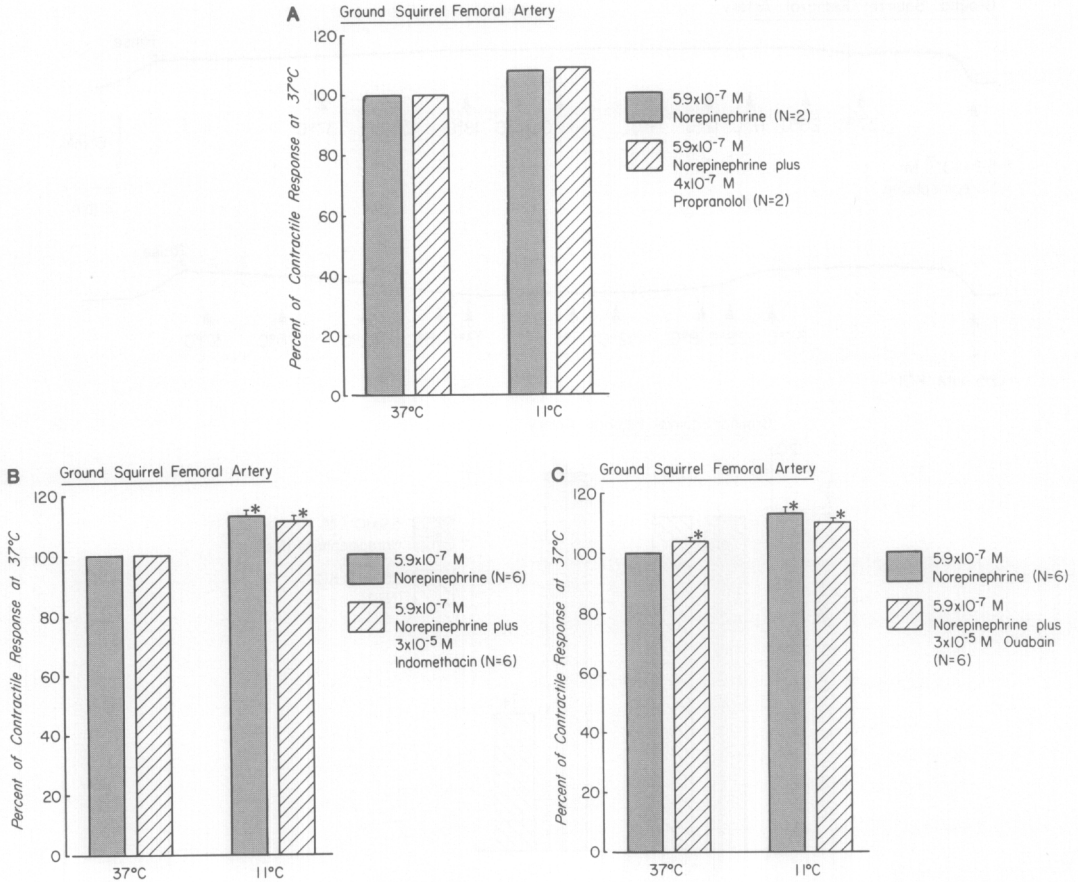 A
Ground Squirrel Femoral Artery
Percent of Contractile Response at 37°C
120
100
80
60
40
20
0
37°C
11°C
5.9x10⁻⁷ M
Norepinephrine (N=2)
5.9x10⁻⁷ M
Norepinephrine plus
4x10⁻⁷ M
Propranolol (N=2)
B
Ground Squirrel Femoral Artery
Percent of Contractile Response at 37°C
120
100
80
60
40
20
0
*
*
37°C
11°C
5.9x10⁻⁷ M
Norepinephrine (N=6)
5.9x10⁻⁷ M
Norepinephrine plus
3x10⁻⁵ M
Indomethacin (N=6)
C
Ground Squirrel Femoral Artery
Percent of Contractile Response at 37°C
120
100
80
60
40
20
0
*
*
*
37°C
11°C
5.9x10⁻⁷ M
Norepinephrine (N=6)
5.9x10⁻⁷ M
Norepinephrine plus
3x10⁻⁵ M Ouabain
(N=6)